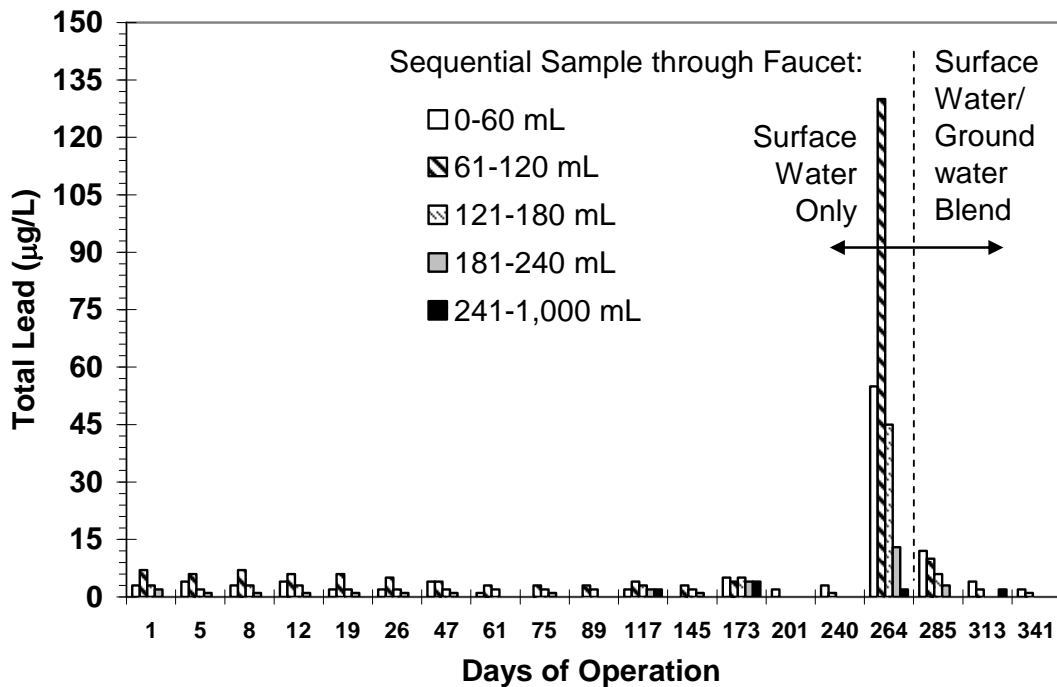 150
135
120
105
90
75
60
45
30
15
0
Total Lead (μg/L)
Sequential Sample through Faucet:
0-60 mL
61-120 mL
121-180 mL
181-240 mL
241-1,000 mL
Surface
Water
Only
Surface
Water/
Ground
water
Blend
1 5 8 12 19 26 47 61 75 89 117 145 173 201 240 264 285 313 341
Days of Operation